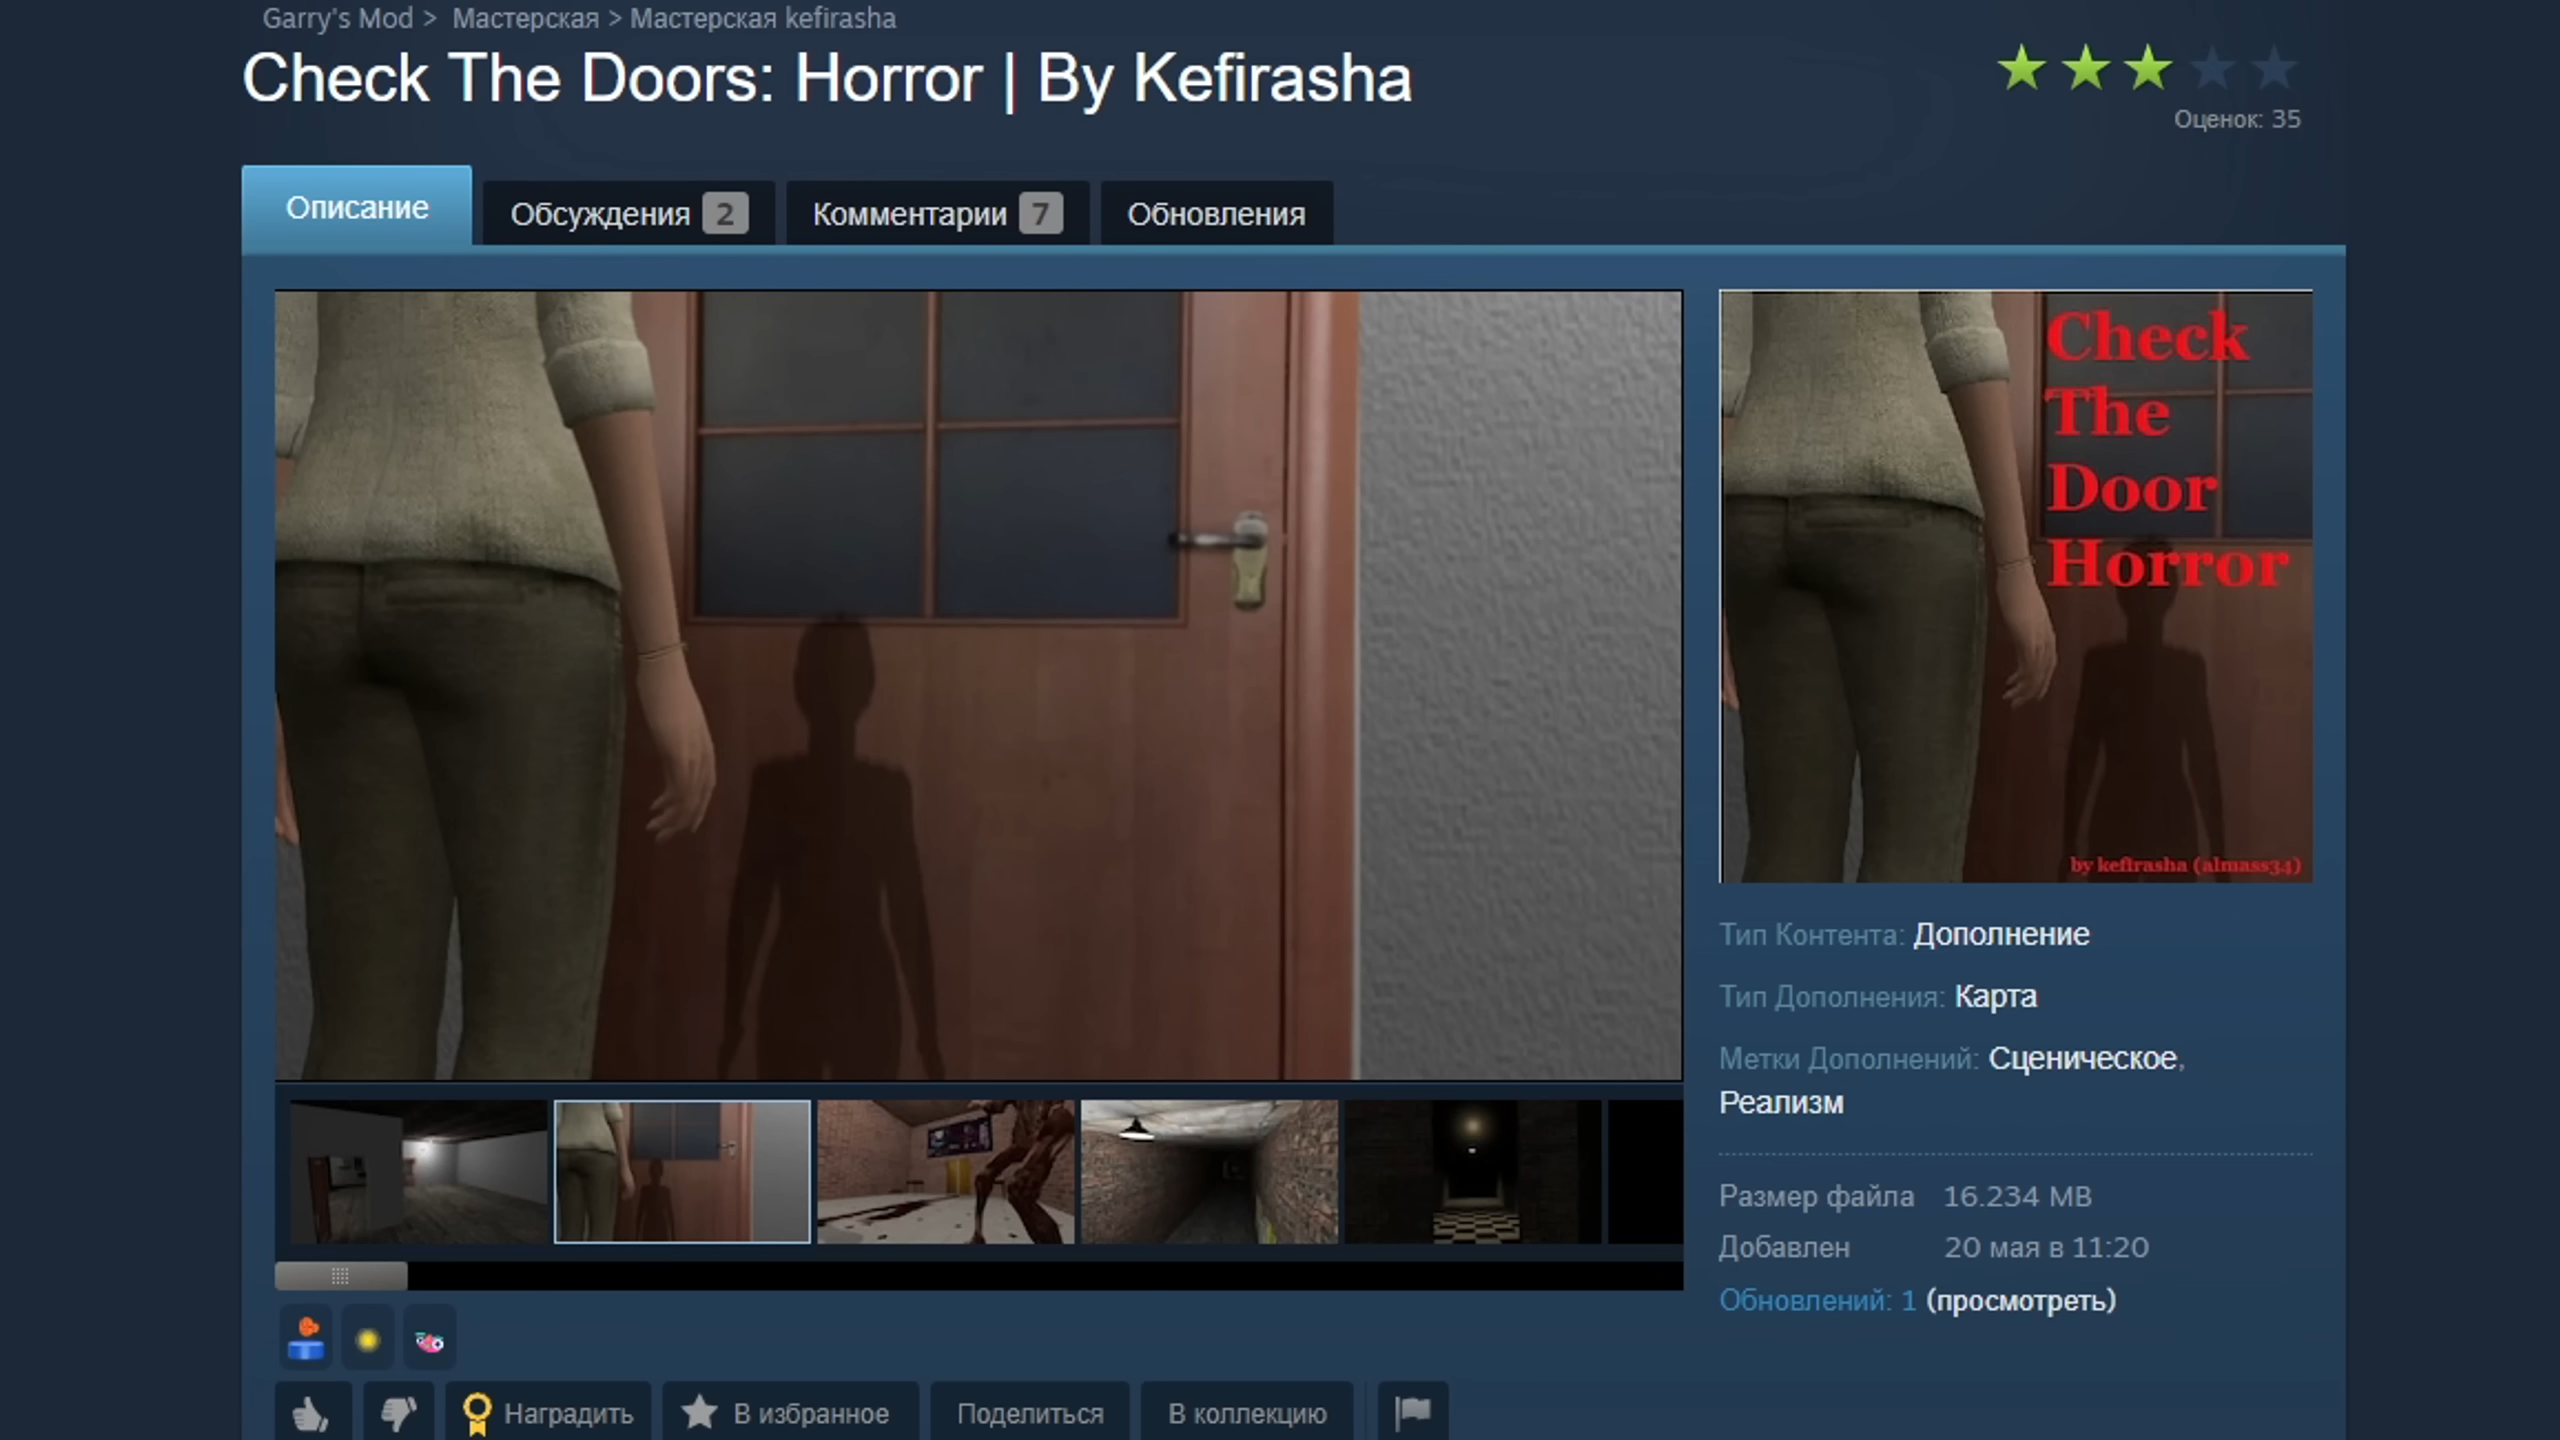 Garry's Mod > Мастерская > Мастерская kefirasha
Check The Doors: Horror | By Kefirasha
Оценок: 35
Описание
Обсуждения 2
Комментарии 7
Обновления
Check
The
Door
Horror
by kefirasha (almass34)
Тип Контента: Дополнение
Тип Дополнения: Карта
Метки Дополнений: Сценическое,
Реализм
Размер файла 16.234 MB
Добавлен 20 мая в 11:20
Обновлений: 1 (просмотреть)
Наградить
В избранное
Поделиться
В коллекцию